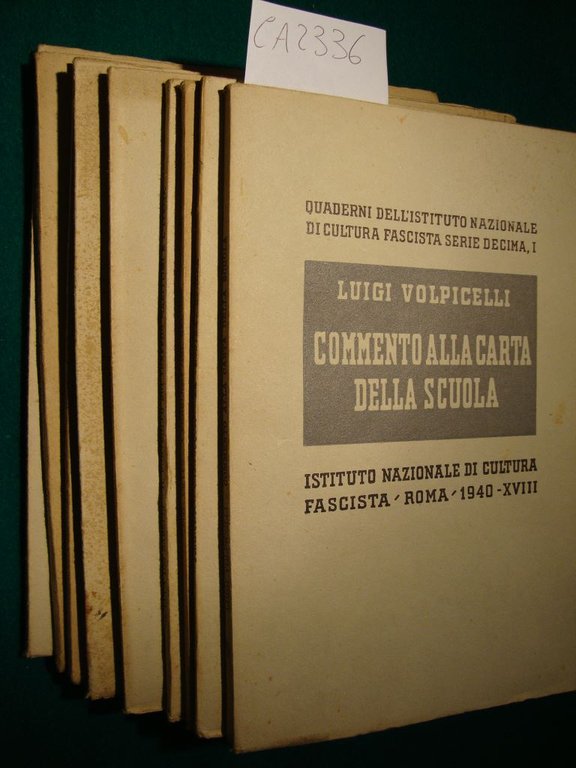 CA2336
QUADERNI DELL'ISTITUTO NAZIONALE
DI CULTURA FASCISTA SERIE DECIMA, I
LUIGI VOLPICELLI
COMMENTO ALLA CARTA
DELLA SCUOLA
ISTITUTO NAZIONALE DI CULTURA
FASCISTA - ROMA - 1940-XVIII